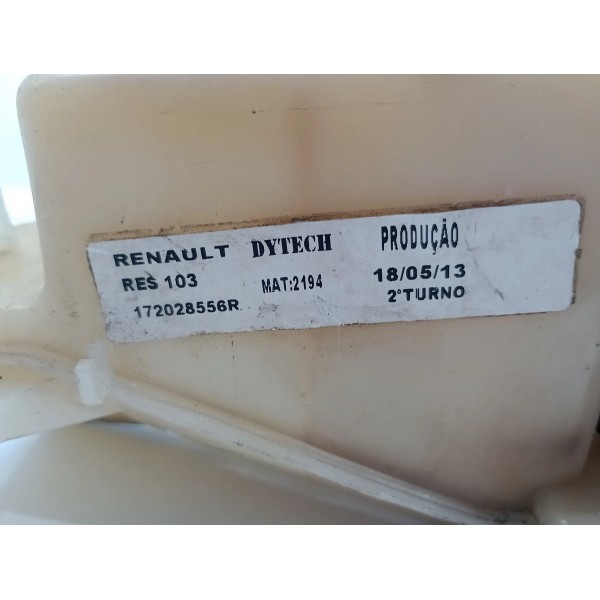 RENAULT DYTECH PRODUÇÃO
RES 103 MAT:2194 18/05/13
172028556R 2°TURNO